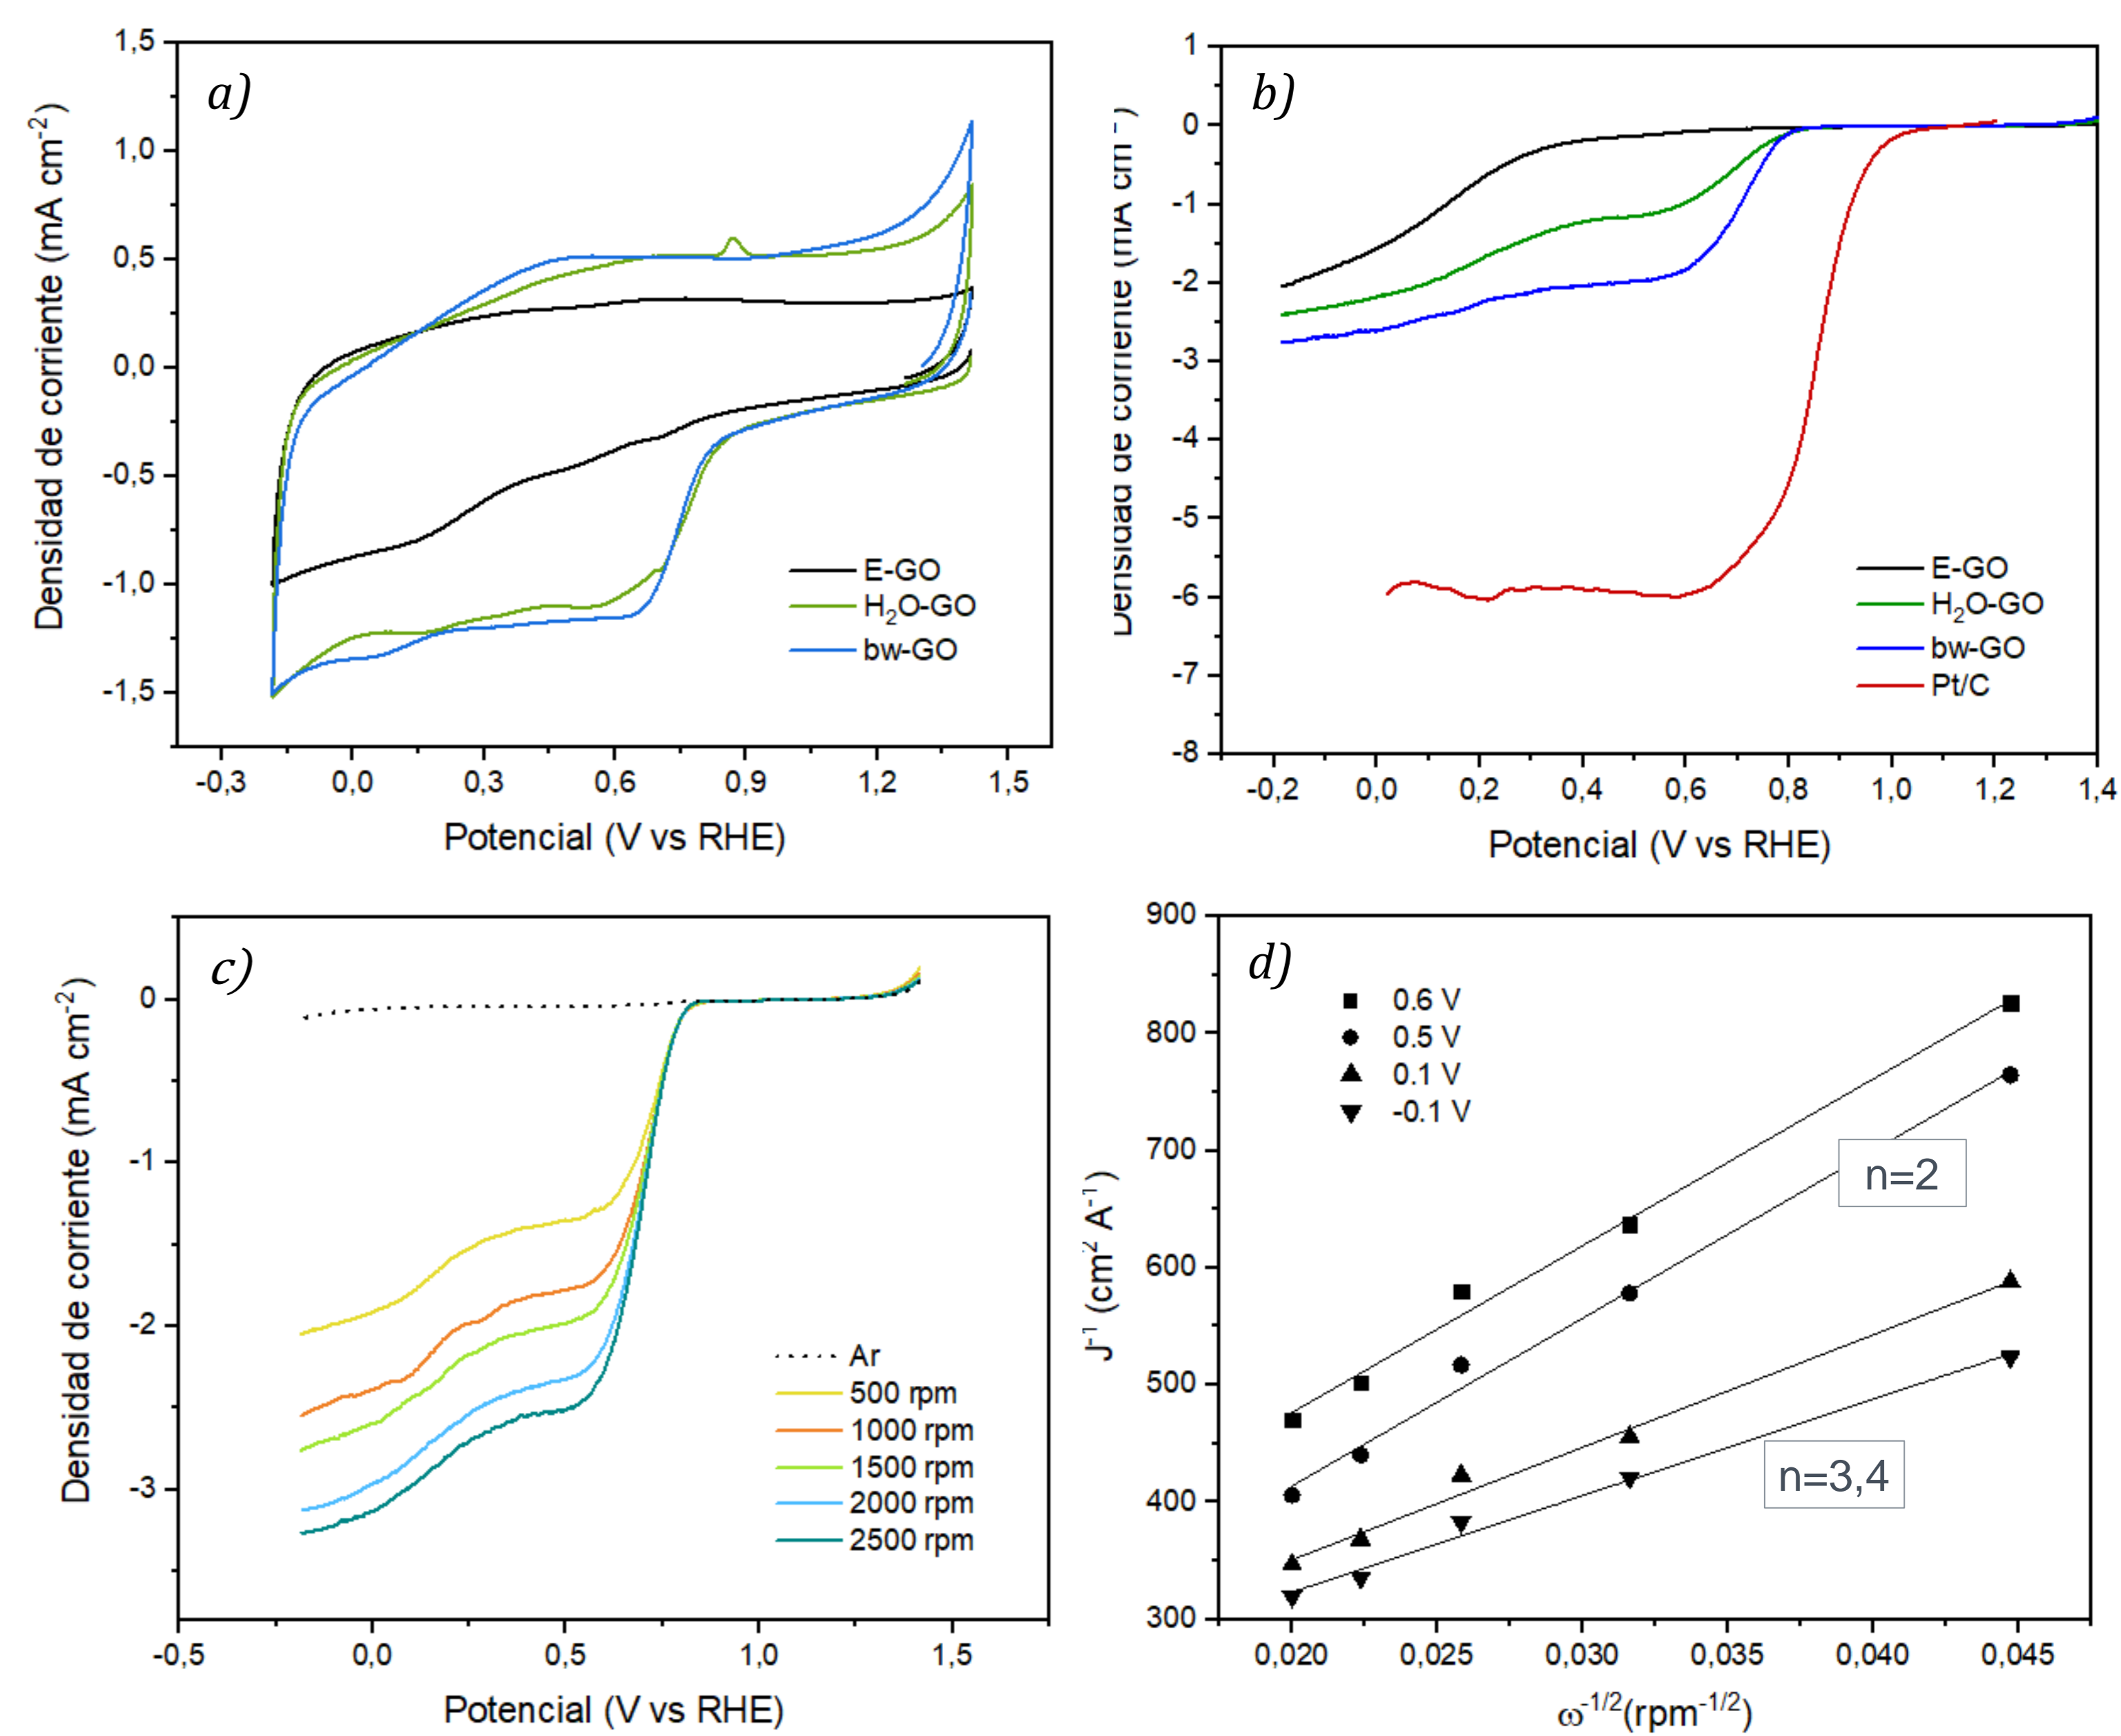 a)
1,5
1,0
0,5
0,0
-0,5
-1,0
-1,5
Densidad de corriente (mA cm-2)
E-GO
H2O-GO
bw-GO
-0,3 0,0 0,3 0,6 0,9 1,2 1,5
Potencial (V vs RHE)
b)
1
0
-1
-2
-3
-4
-5
-6
-7
-8
Densidad de corriente (mA cm
E-GO
H2O-GO
bw-GO
Pt/C
-0,2 0,0 0,2 0,4 0,6 0,8 1,0 1,2 1,4
Potencial (V vs RHE)
c)
0
-1
-2
-3
Densidad de corriente (mA cm-2)
Ar
500 rpm
1000 rpm
1500 rpm
2000 rpm
2500 rpm
-0,5 0,0 0,5 1,0 1,5
Potencial (V vs RHE)
d)
900
800
700
600
500
400
300
J-1 (cm2 A-1)
0.6 V
0.5 V
0.1 V
-0.1 V
n=2
n=3,4
0,020 0,025 0,030 0,035 0,040 0,045
ω-1/2(rpm-1/2)